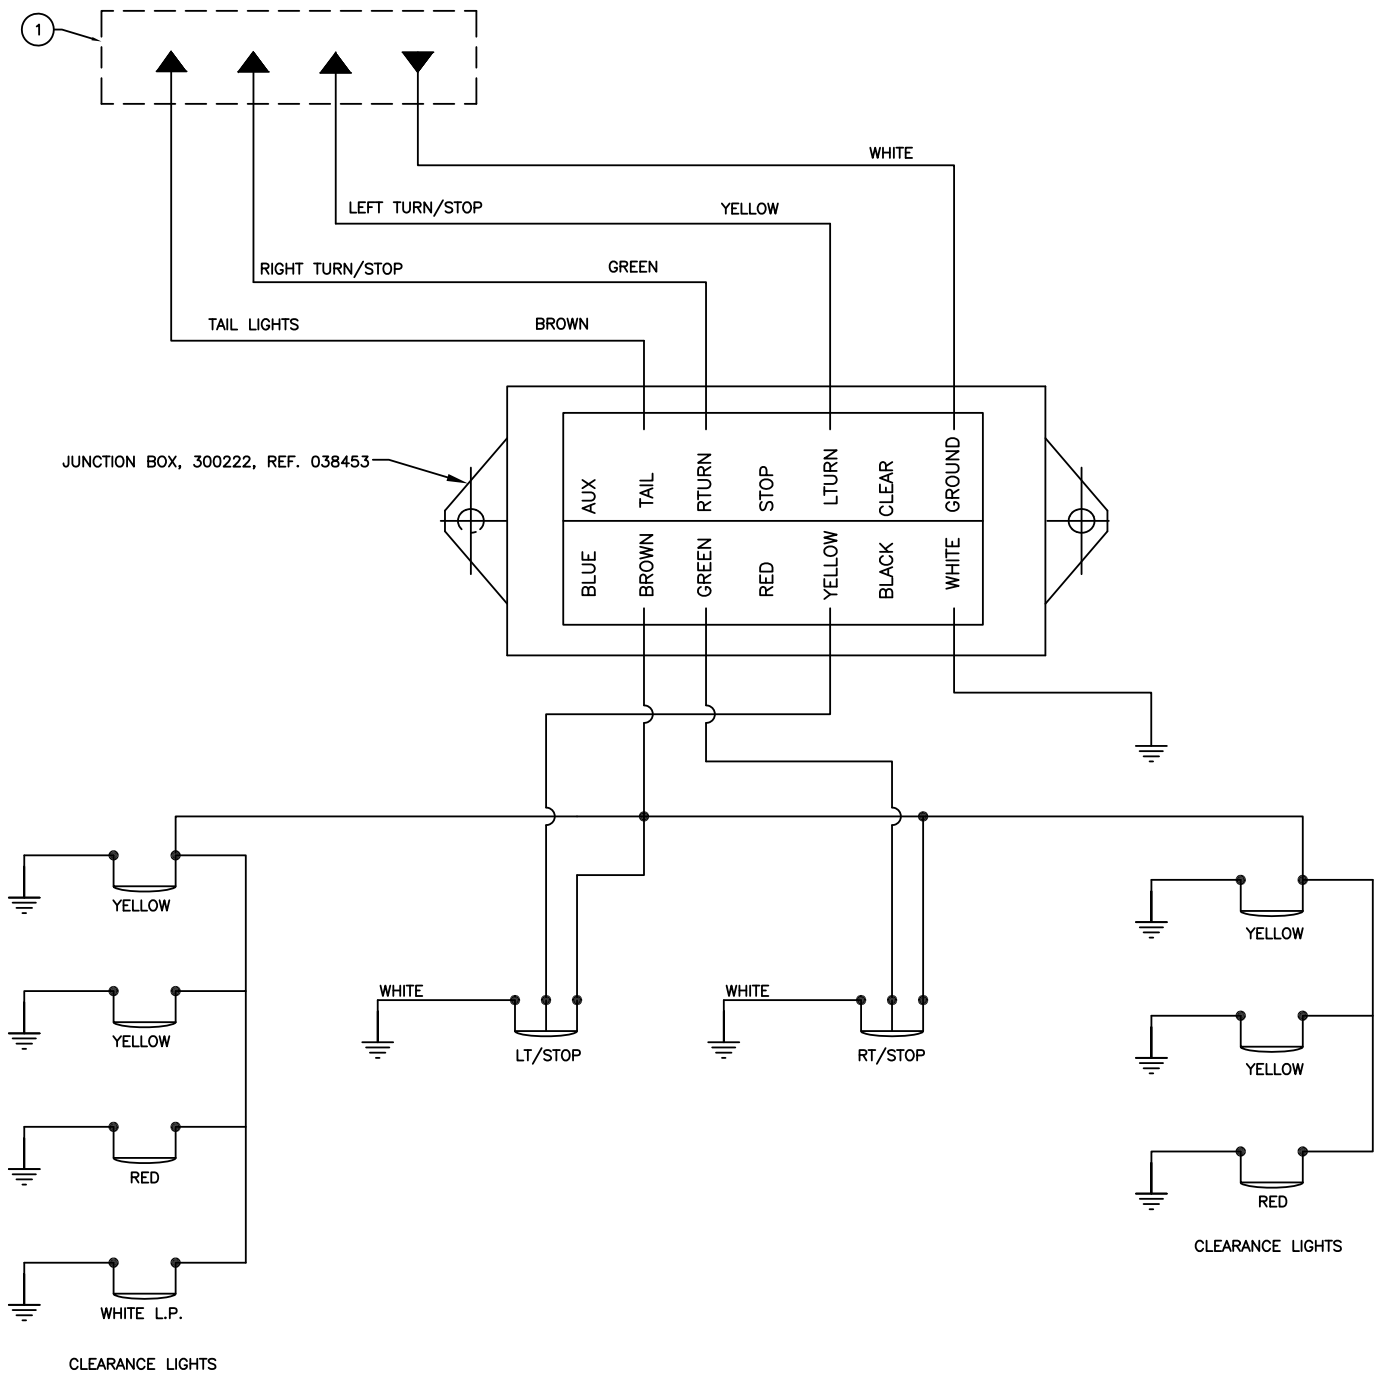 1
WHITE
LEFT TURN/STOP
YELLOW
RIGHT TURN/STOP
GREEN
TAIL LIGHTS
BROWN
JUNCTION BOX, 300222, REF. 038453
AUX
TAIL
RTURN
STOP
LTURN
CLEAR
GROUND
BLUE
BROWN
GREEN
RED
YELLOW
BLACK
WHITE
YELLOW
YELLOW
RED
WHITE L.P.
CLEARANCE LIGHTS
WHITE
LT/STOP
WHITE
RT/STOP
YELLOW
YELLOW
RED
CLEARANCE LIGHTS